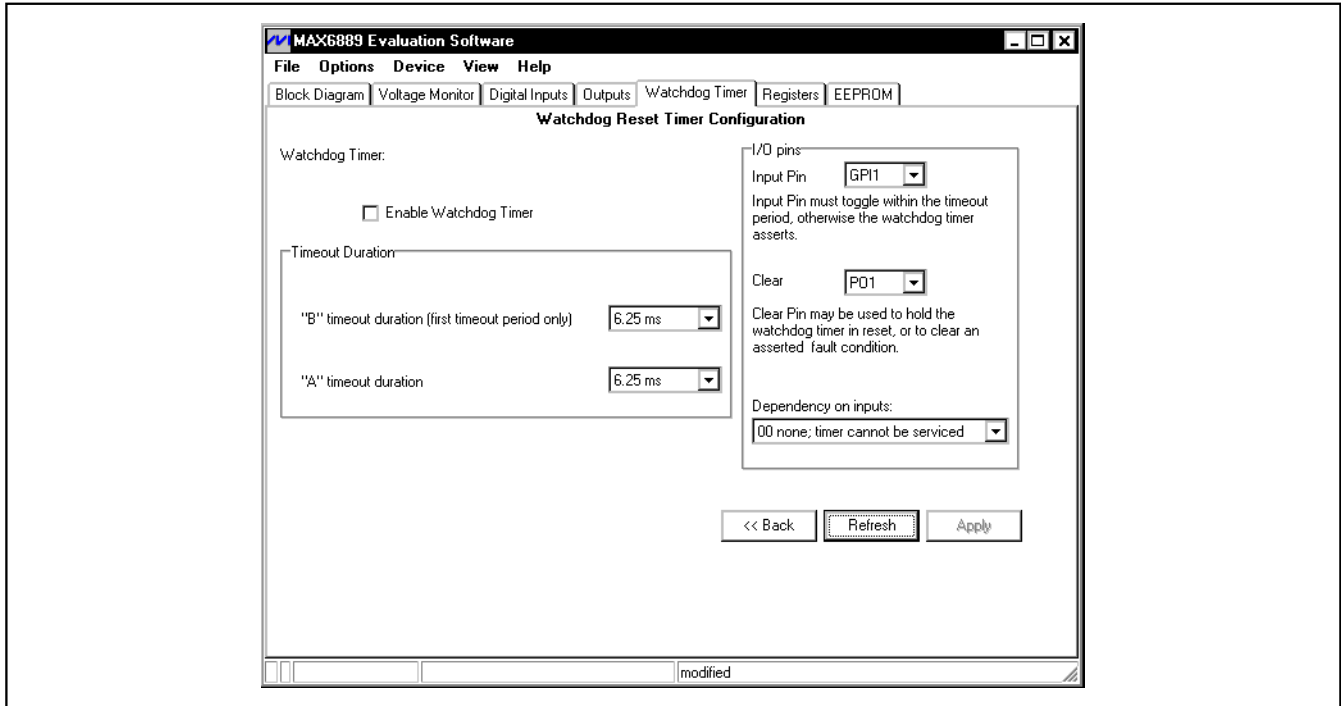 MAX6889 Evaluation Software
File Options Device View Help
Block Diagram Voltage Monitor Digital Inputs Outputs Watchdog Timer Registers EEPROM
Watchdog Reset Timer Configuration
Watchdog Timer:
Enable Watchdog Timer
Timeout Duration
"B" timeout duration (first timeout period only) 6.25 ms
"A" timeout duration 6.25 ms
I/O pins
Input Pin GPI1
Input Pin must toggle within the timeout
period, otherwise the watchdog timer
asserts.
Clear PO1
Clear Pin may be used to hold the
watchdog timer in reset, or to clear an
asserted fault condition.
Dependency on inputs:
00 none; timer cannot be serviced
<< Back Refresh Apply
modified